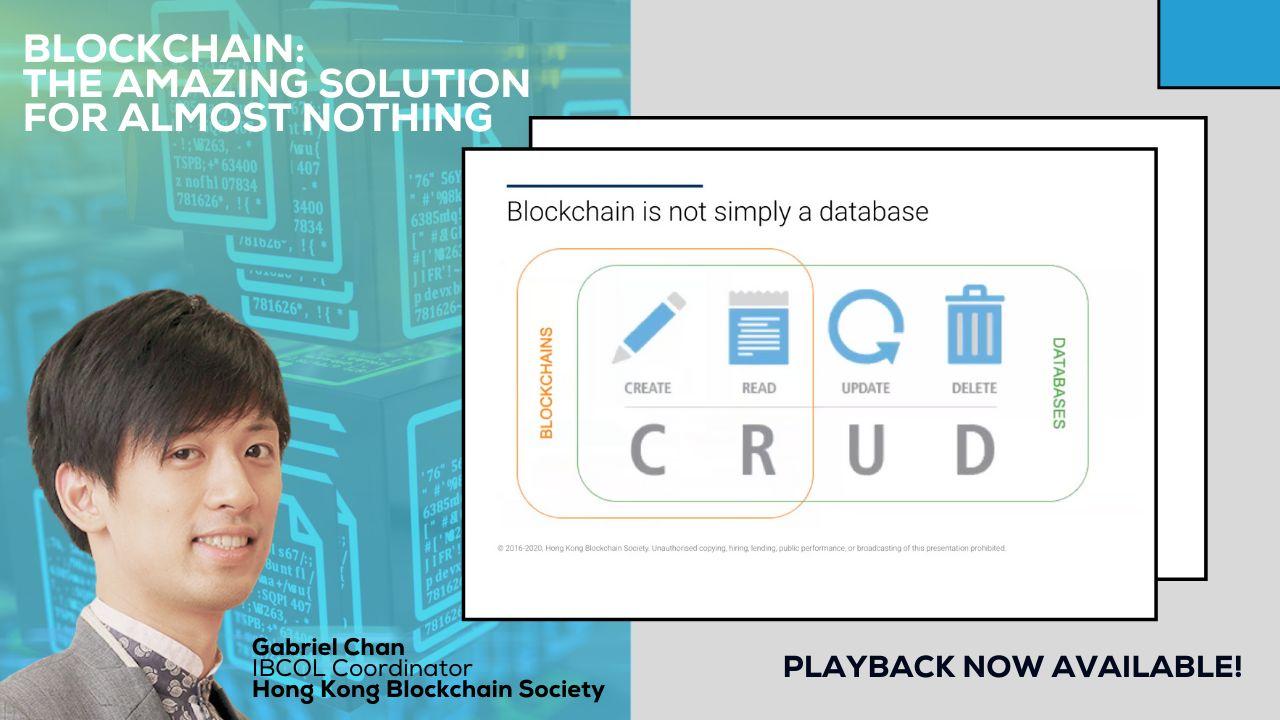 BLOCKCHAIN:
THE AMAZING SOLUTION
FOR ALMOST NOTHING
Blockchain is not simply a database
BLOCKCHAINS
CREATE READ UPDATE DELETE
C R U D
DATABASES
© 2016-2020, Hong Kong Blockchain Society. Unauthorised copying, hiring, lending, public performance, or broadcasting of this presentation prohibited.
Gabriel Chan
IBCOL Coordinator
Hong Kong Blockchain Society
PLAYBACK NOW AVAILABLE!